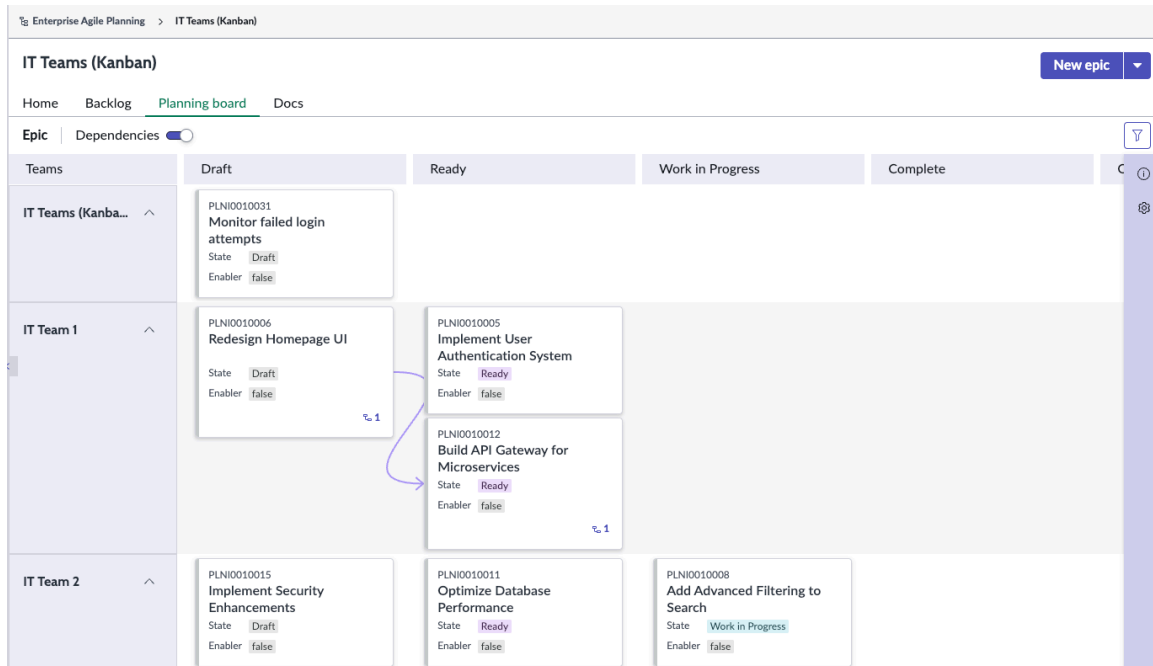 Enterprise Agile Planning > IT Teams (Kanban)
IT Teams (Kanban)
New epic
Home Backlog Planning board Docs
Epic Dependencies
Teams Draft Ready Work in Progress Complete
IT Teams (Kanba...
PLNI0010031
Monitor failed login
attempts
State Draft
Enabler false
IT Team 1
PLNI0010006
Redesign Homepage UI
State Draft
Enabler false
1
PLNI0010005
Implement User
Authentication System
State Ready
Enabler false
PLNI0010012
Build API Gateway for
Microservices
State Ready
Enabler false
1
IT Team 2
PLNI0010015
Implement Security
Enhancements
State Draft
Enabler false
PLNI0010011
Optimize Database
Performance
State Ready
Enabler false
PLNI0010008
Add Advanced Filtering to
Search
State Work in Progress
Enabler false